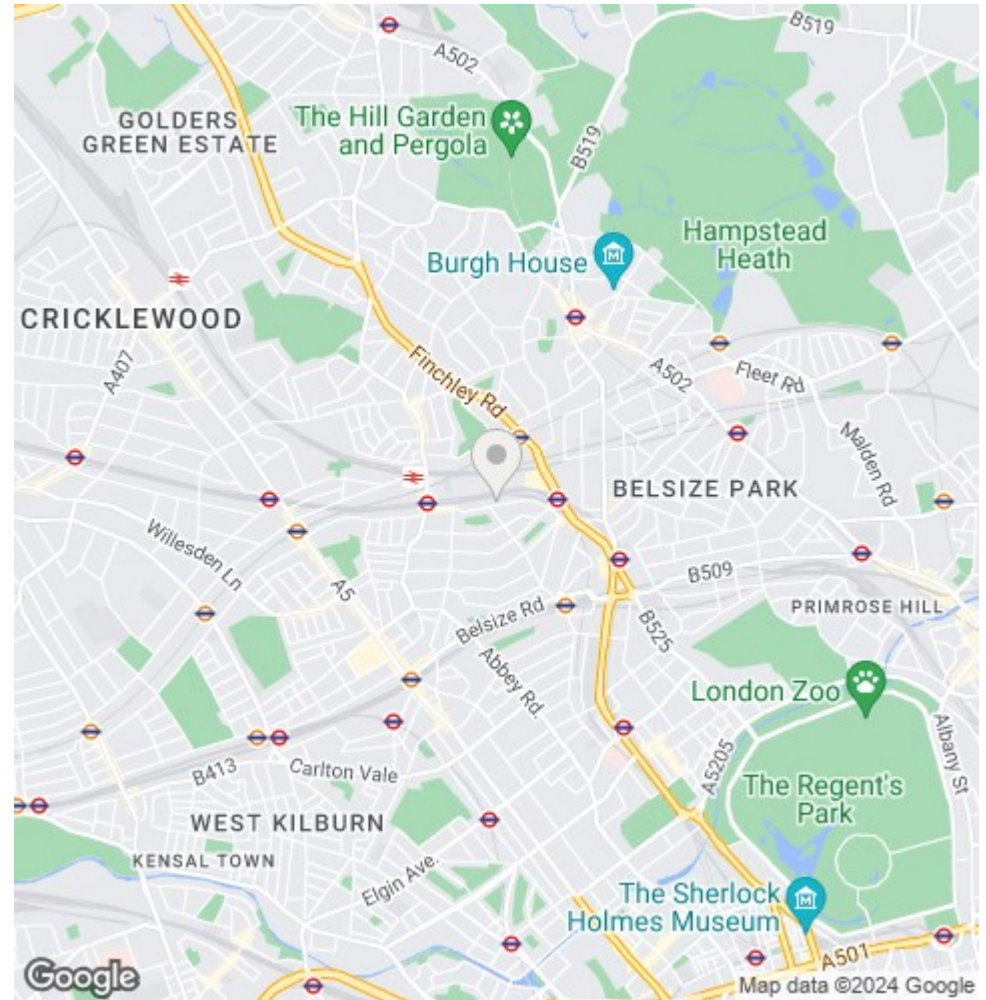 B519
A502
GOLDERS
GREEN ESTATE
The Hill Garden
and Pergola
B519
Hampstead
Heath
Burgh House
CRICKLEWOOD
A407
Finchley Rd
A502
Fleet Rd
Malden Rd
BELSIZE PARK
Willesden Ln
A5
B509
PRIMROSE HILL
Belsize Rd
B525
Abbey Rd.
London Zoo
A5205
Albany St
B413
Carlton Vale
The Regent's
Park
WEST KILBURN
KENSAL TOWN
Elgin Ave.
The Sherlock
Holmes Museum
A501
Google
Map data ©2024 Google